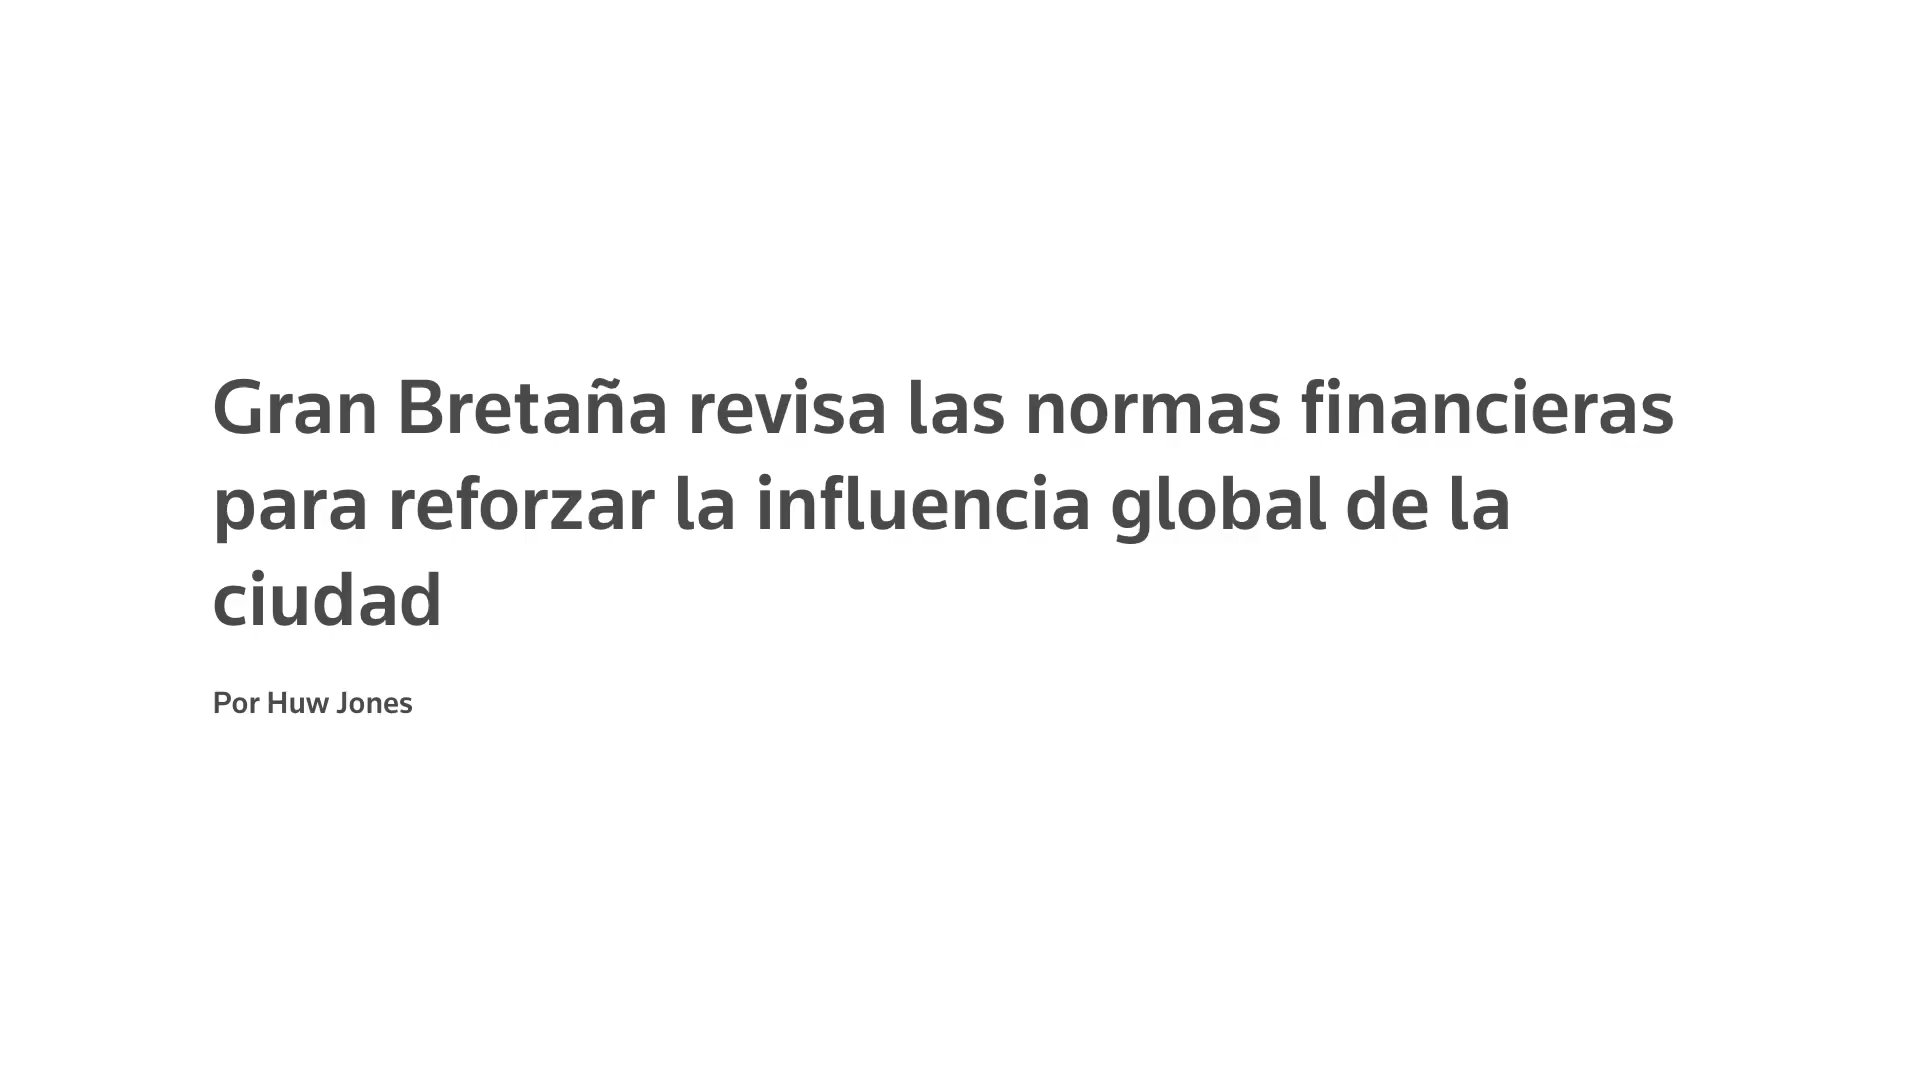 Gran Bretaña revisa las normas financieras
para reforzar la influencia global de la
ciudad
Por Huw Jones